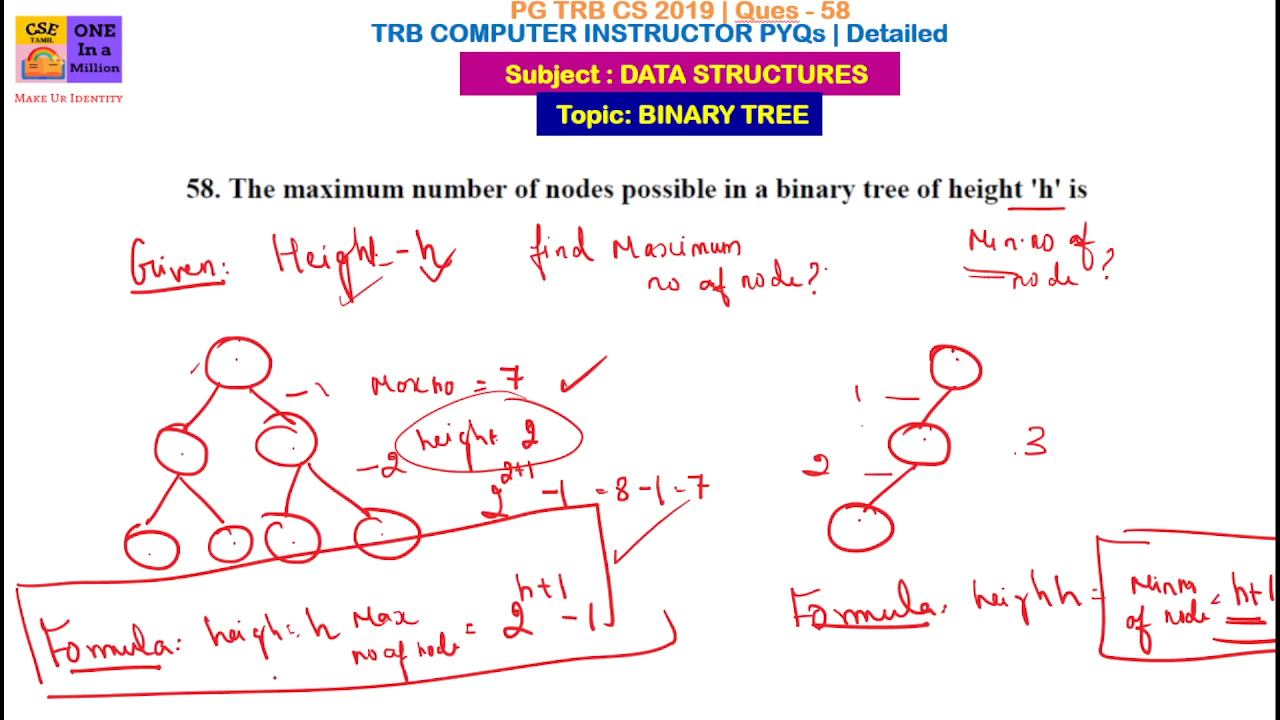 PG TRB CS 2019 | Ques - 58
TRB COMPUTER INSTRUCTOR PYQs | Detailed
CSE
TAMIL
ONE
In a
Million
MAKE UR IDENTITY
Subject : DATA STRUCTURES
Topic: BINARY TREE
58. The maximum number of nodes possible in a binary tree of height 'h' is
Given: Height - h
find Maximum
no of node?
Min. no of
node?
- 1
Max no = 7
height 2
- 2
2^2+1 - 1 = 8 - 1 = 7
1 -
2 -
3
Formula: height = h Max
no of node = 2^h+1 - 1
Formula: height h =
Min no
of node = h+1